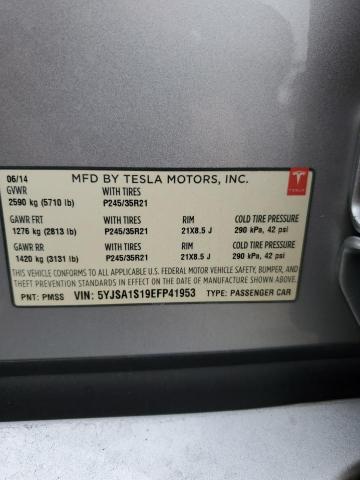 06/14 MFD BY TESLA MOTORS, INC.
GVWR WITH TIRES
2590 kg (5710 lb) P245/35R21
TESLA
GAWR FRT WITH TIRES RIM COLD TIRE PRESSURE
1276 kg (2813 lb) P245/35R21 21X8.5 J 290 kPa, 42 psi
GAWR RR WITH TIRES RIM COLD TIRE PRESSURE
1420 kg (3131 lb) P245/35R21 21X8.5 J 290 kPa, 42 psi
THIS VEHICLE CONFORMS TO ALL APPLICABLE U.S. FEDERAL MOTOR VEHICLE SAFETY, BUMPER, AND
THEFT PREVENTION STANDARDS IN EFFECT ON THE DATE OF MANUFACTURE SHOWN ABOVE.
PNT: PMSS VIN: 5YJSA1S19EFP41953 TYPE: PASSENGER CAR